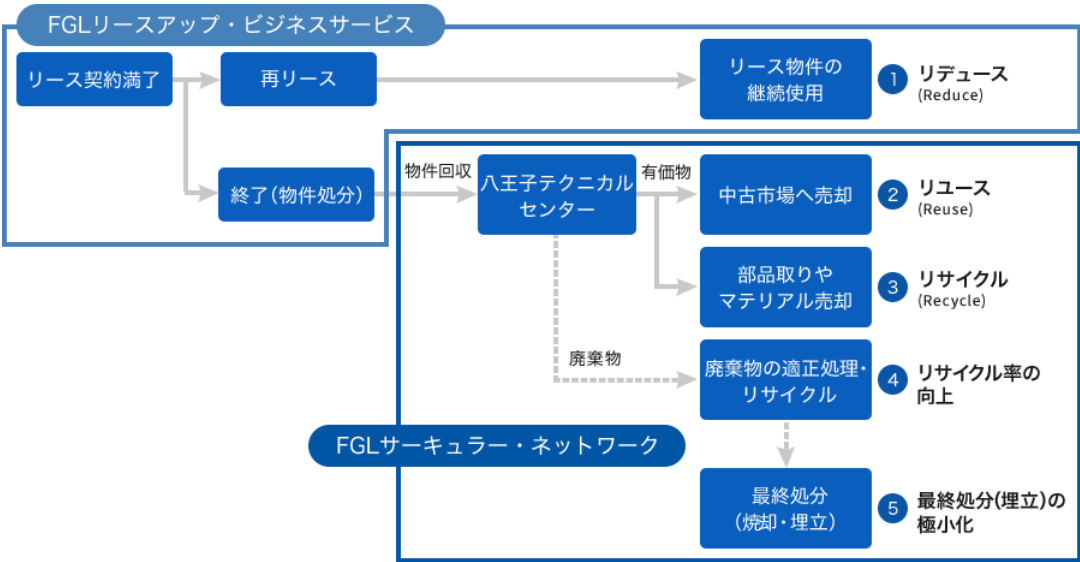 FGLリースアップ・ビジネスサービス
リース契約満了
再リース
リース物件の
継続使用
1
リデュース
(Reduce)
終了(物件処分)
物件回収
八王子テクニカル
センター
有価物
中古市場へ売却
2
リユース
(Reuse)
部品取りや
マテリアル売却
3
リサイクル
(Recycle)
廃棄物
廃棄物の適正処理・
リサイクル
4
リサイクル率の
向上
FGLサーキュラー・ネットワーク
最終処分
(焼却・埋立)
5
最終処分(埋立)の
極小化